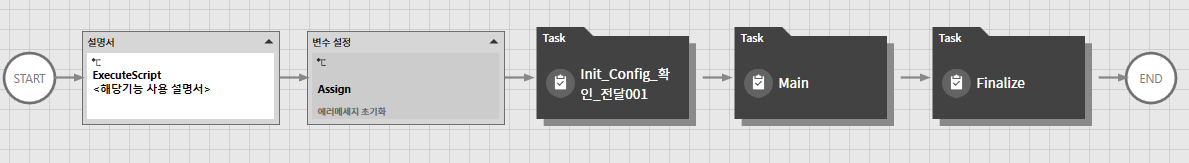 START
설명서
ExecuteScript
<해당기능 사용 설명서>
변수 설정
Assign
에러메세지 초기화
Task
Init_Config_확
인_전달001
Task
Main
Task
Finalize
END